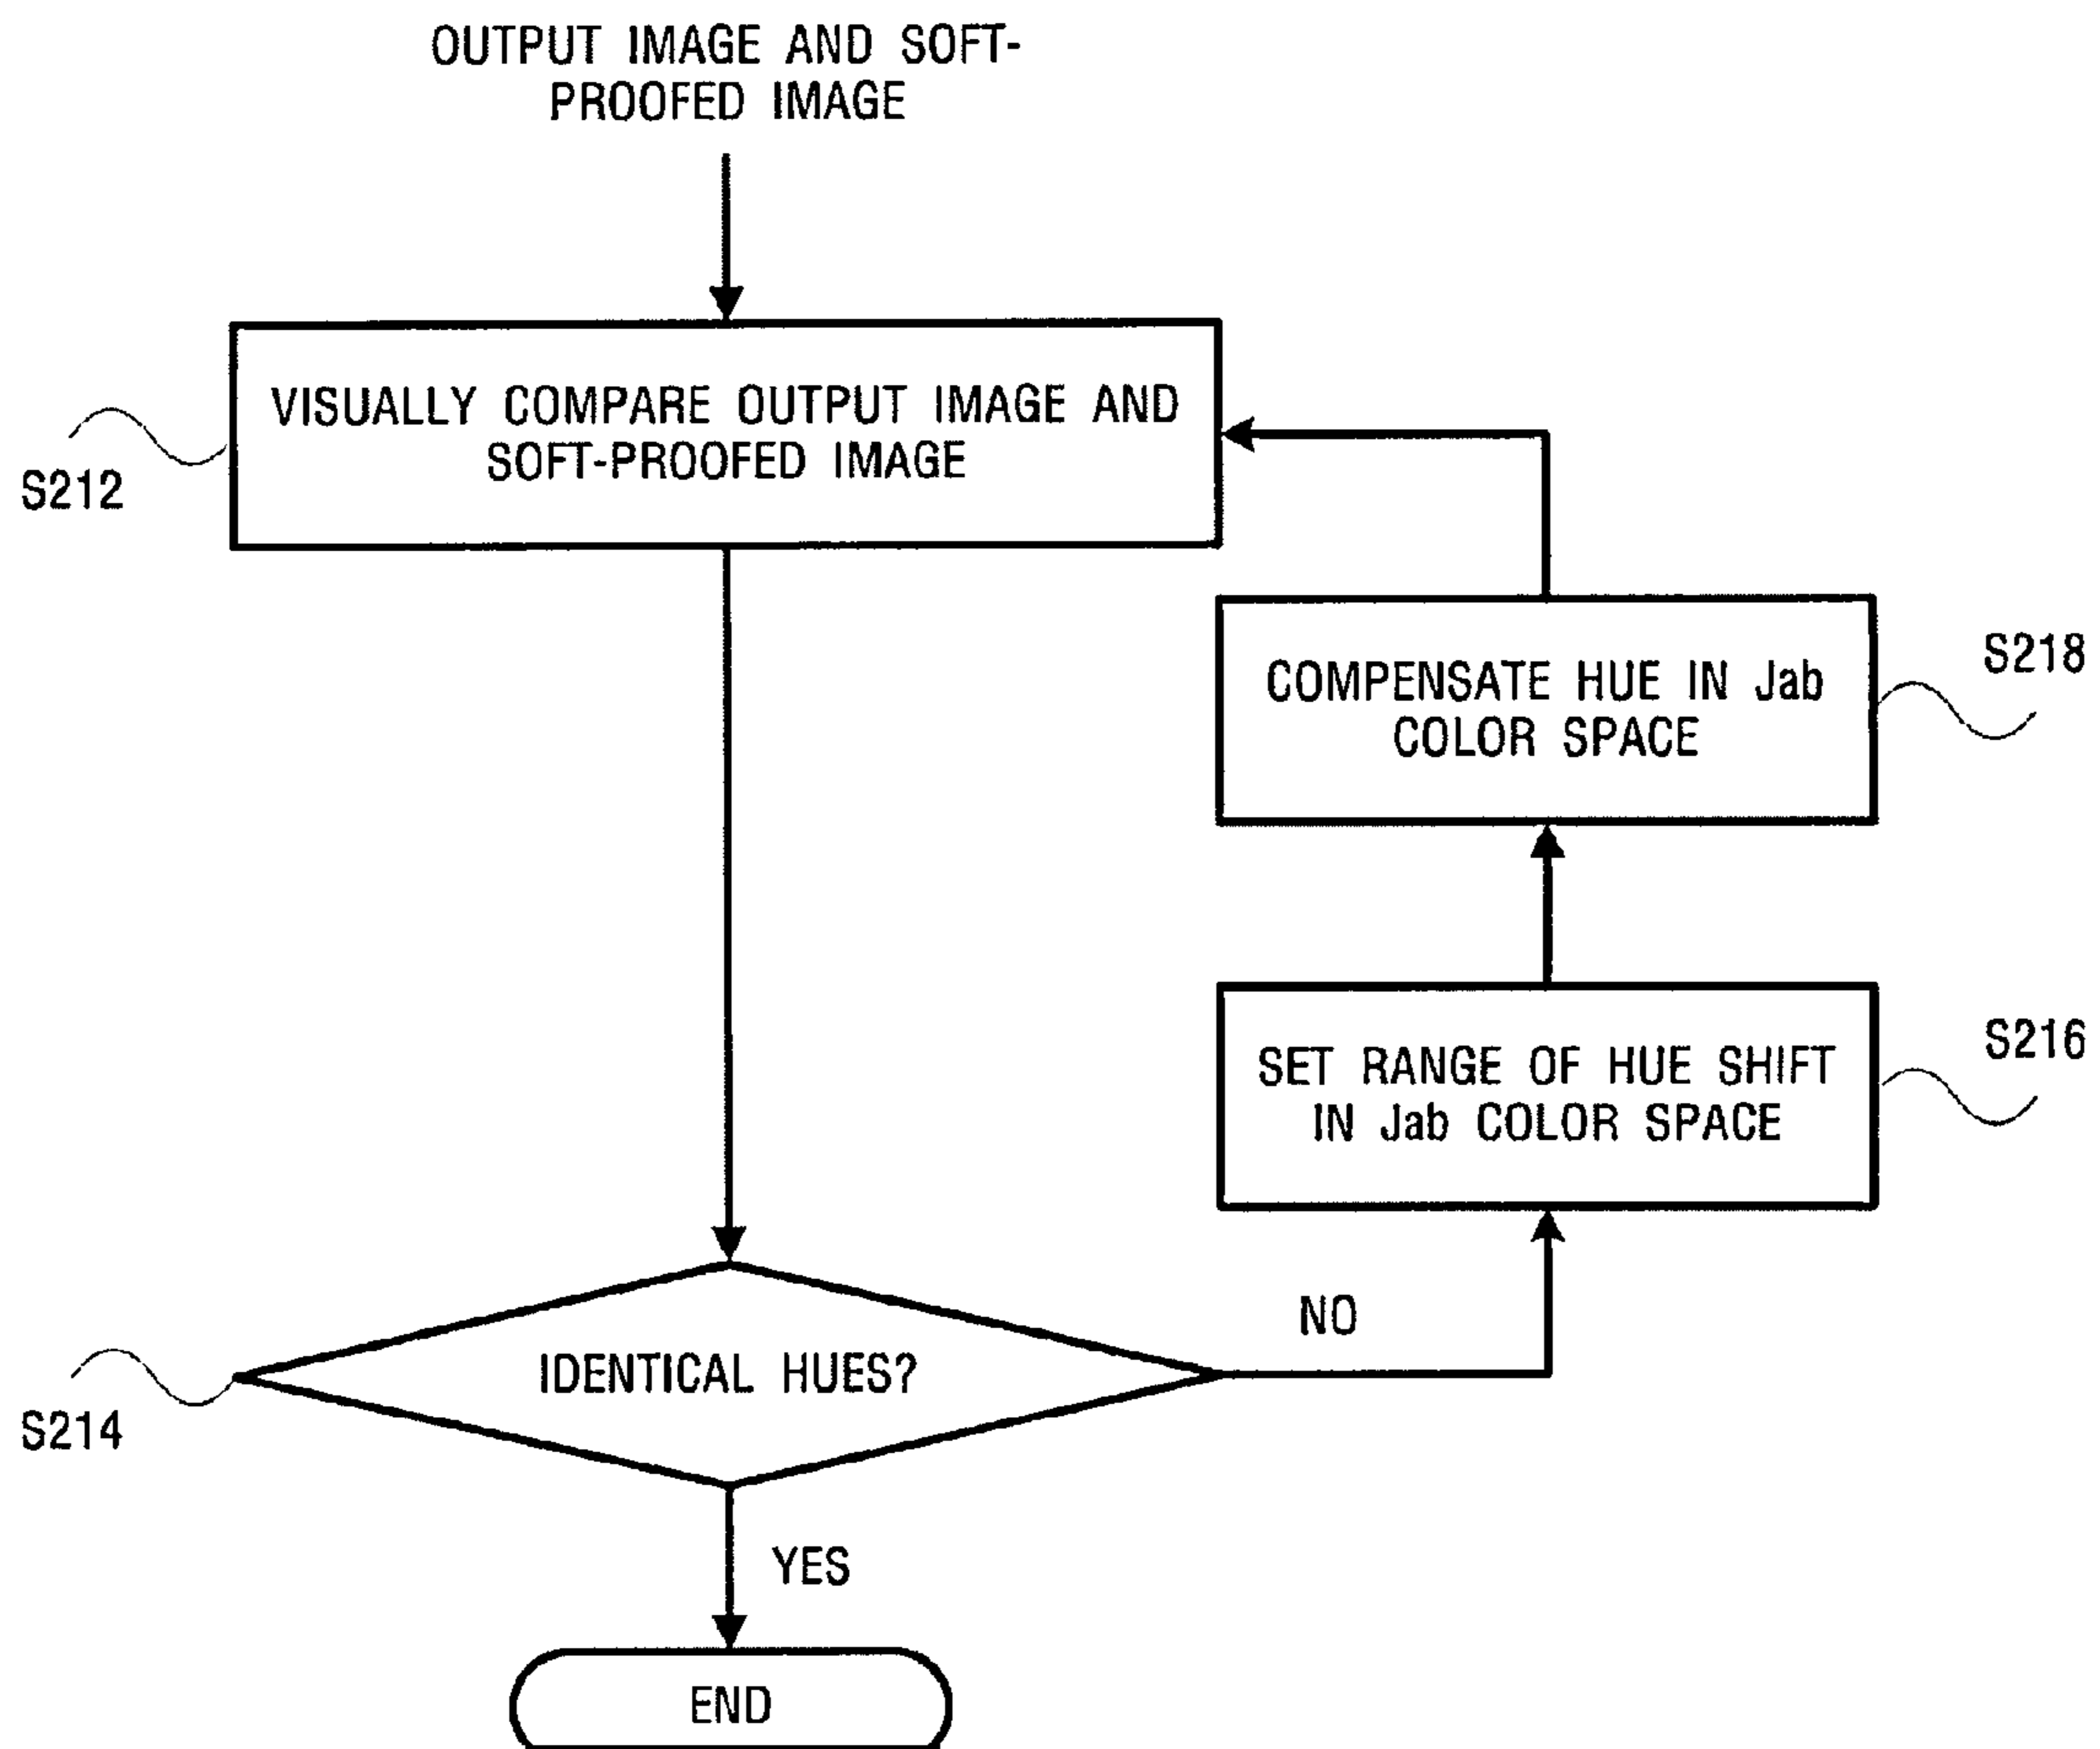 OUTPUT IMAGE AND SOFT-
PROOFED IMAGE
VISUALLY COMPARE OUTPUT IMAGE AND
SOFT-PROOFED IMAGE
S212
COMPENSATE HUE IN Jab
COLOR SPACE
S218
SET RANGE OF HUE SHIFT
IN Jab COLOR SPACE
S216
IDENTICAL HUES?
S214
NO
YES
END